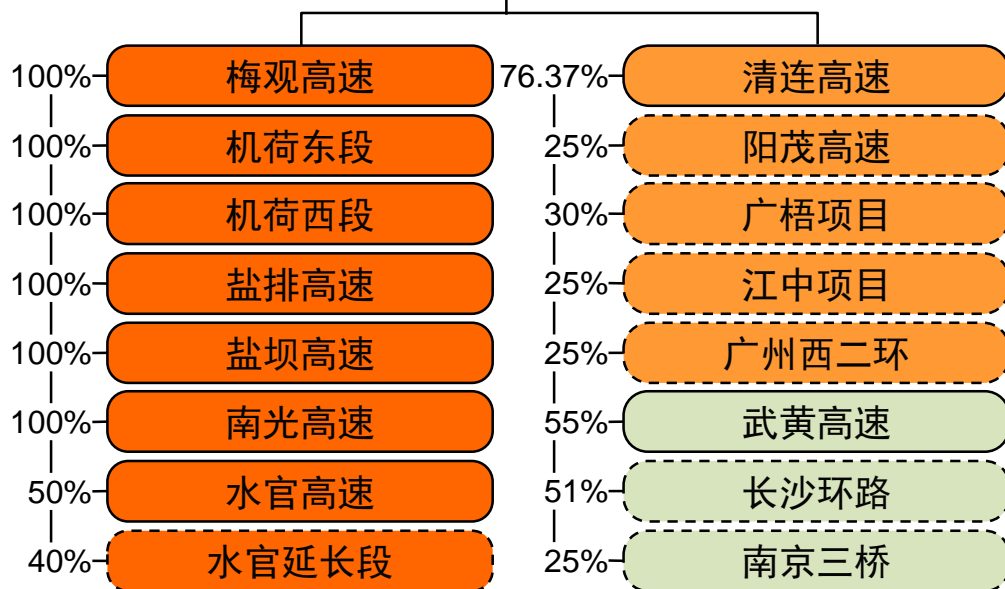 100% 梅观高速
100% 机荷东段
100% 机荷西段
100% 盐排高速
100% 盐坝高速
100% 南光高速
50% 水官高速
40% 水官延长段
76.37% 清连高速
25% 阳茂高速
30% 广梧项目
25% 江中项目
25% 广州西二环
55% 武黄高速
51% 长沙环路
25% 南京三桥